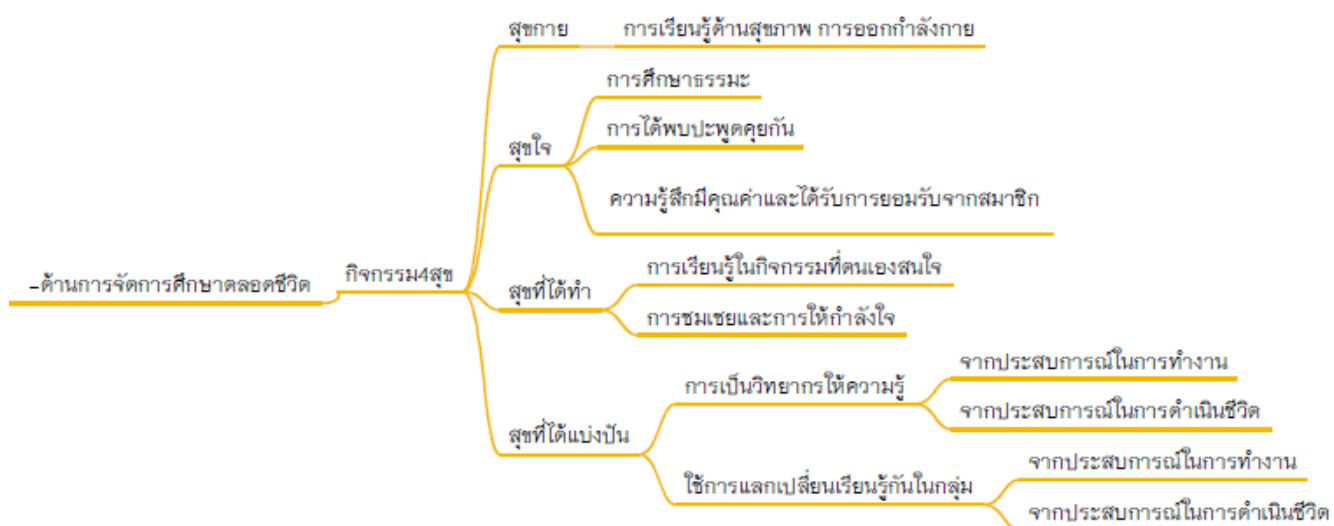 สุขกาย
การเรียนรู้ด้านสุขภาพ การออกกำลังกาย
การศึกษาธรรมะ
การได้พบปะพูดคุยกัน
สุขใจ
ความรู้สึกมีคุณค่าและได้รับการยอมรับจากสมาชิก
-ด้านการจัดการศึกษาตลอดชีวิต
กิจกรรม4สุข
การเรียนรู้ในกิจกรรมที่ตนเองสนใจ
สุขที่ได้ทำ
การชมเชยและการให้กำลังใจ
จากประสบการณ์ในการทำงาน
การเป็นวิทยากรให้ความรู้
จากประสบการณ์ในการดำเนินชีวิต
สุขที่ได้แบ่งปัน
จากประสบการณ์ในการทำงาน
ใช้การแลกเปลี่ยนเรียนรู้กันในกลุ่ม
จากประสบการณ์ในการดำเนินชีวิต